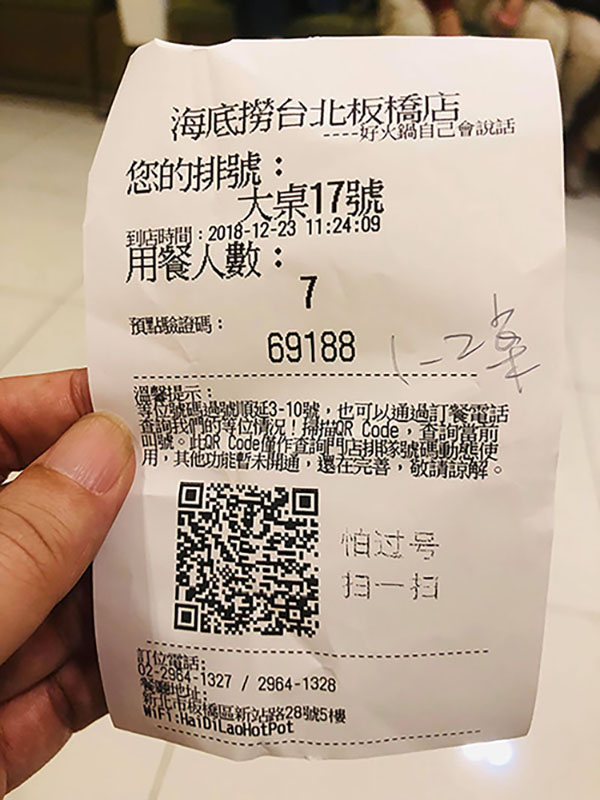 海底撈台北板橋店
----好火鍋自己會說話
您的排號：
大桌17號
到店時間：2018-12-23 11:24:09
用餐人數：
7
預點驗證碼：
69188
溫馨提示：
等位號碼過號順延3-10號，也可以通過訂餐電話
查詢我們的等位情況！掃描QR Code，查詢當前
叫號。此QR Code僅作查詢門店排隊號碼動態使
用，其他功能暫未開通，還在完善，敬請諒解。
怕过号
扫一扫
訂位電話：
02-2964-1327 / 2964-1328
餐廳地址：
新北市板橋區新站路28號5樓
WiFi:HaiDiLaoHotPot